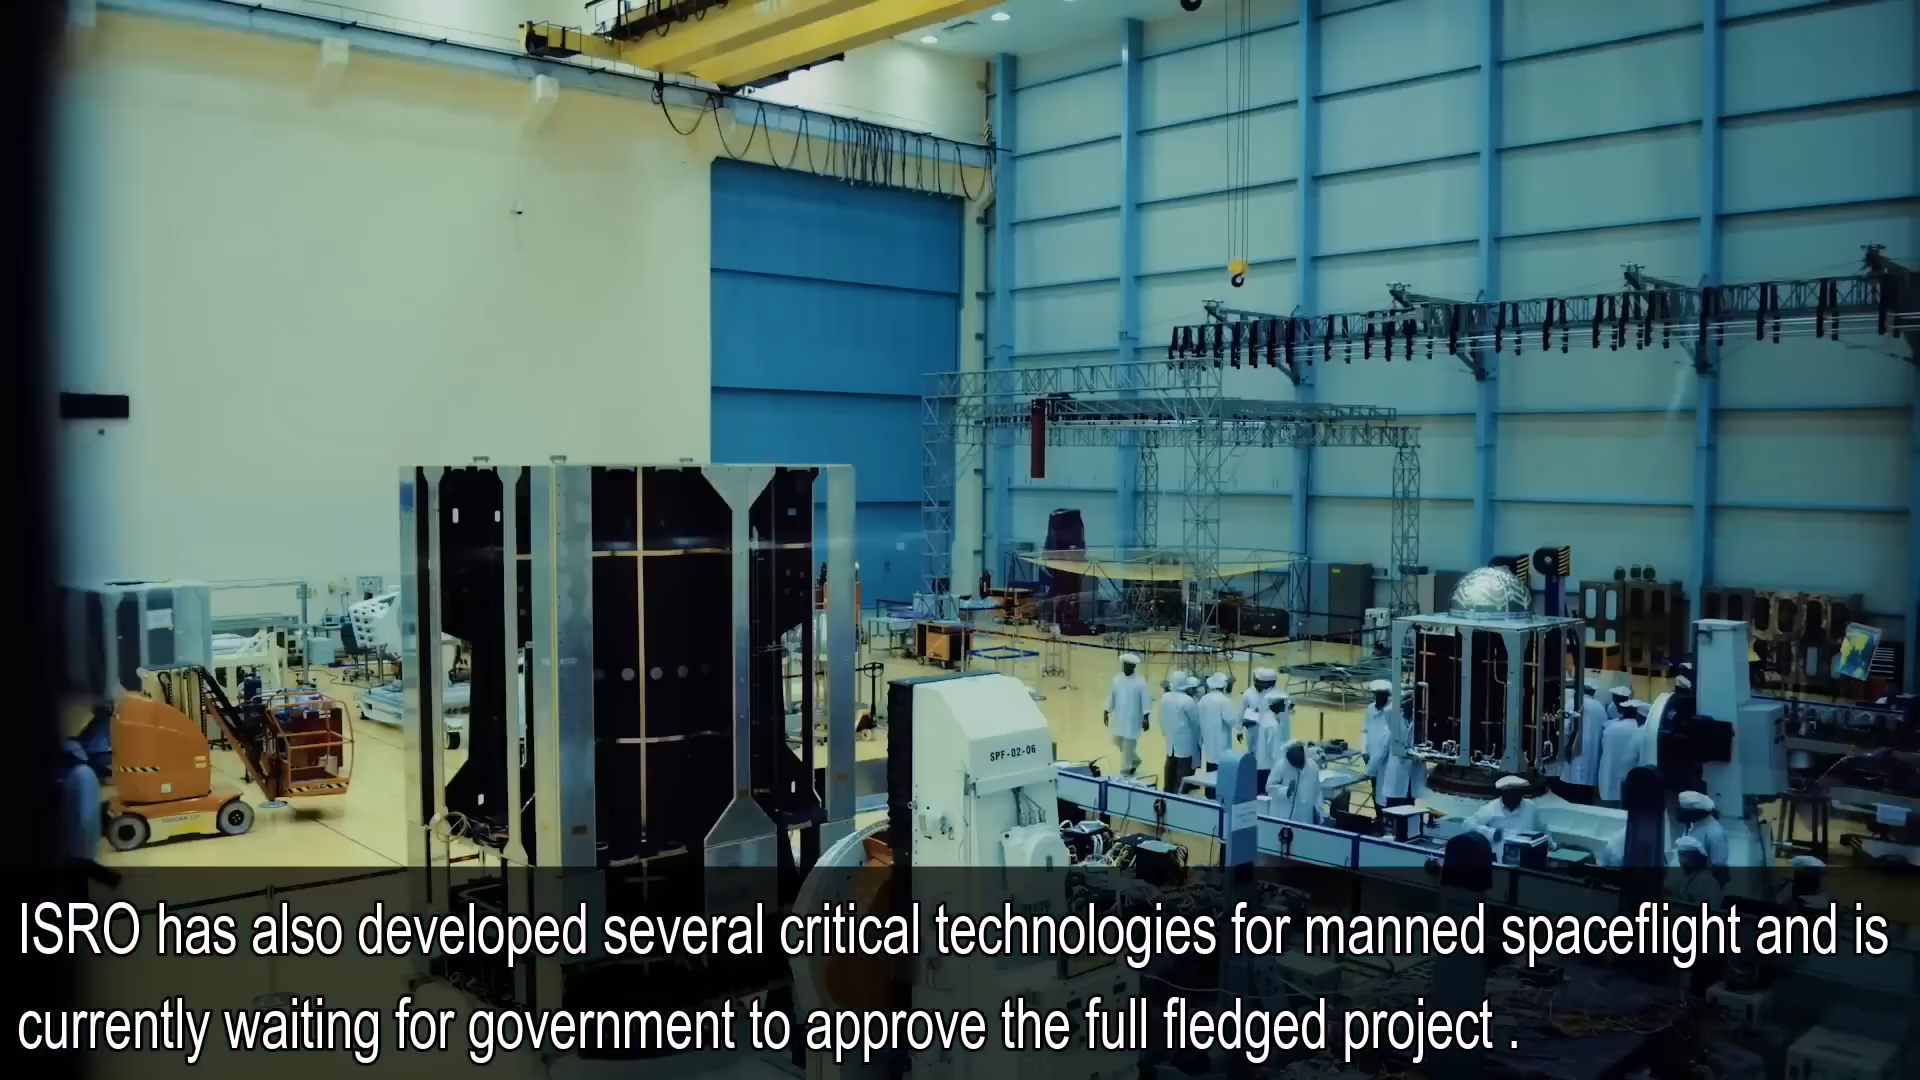 SPF-02-06
ISRO has also developed several critical technologies for manned spaceflight and is
currently waiting for government to approve the full fledged project .